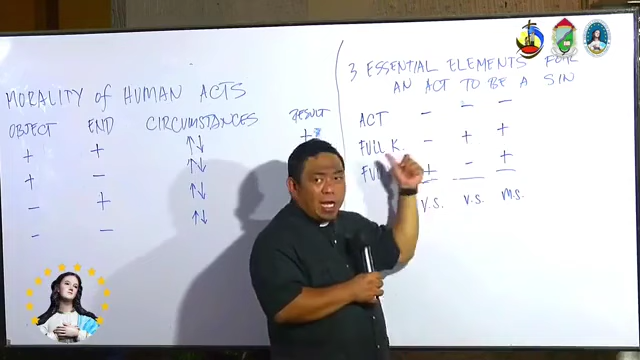 MORALITY of HUMAN ACTS
OBJECT END CIRCUMSTANCES RESULT
+ + ↑↓ +
+ - ↑↓
- + ↑↓
- - ↑↓
3 ESSENTIAL ELEMENTS FOR
AN ACT TO BE A SIN
ACT - - -
FULL K. - + +
FULL + - +
V.S. V.S. M.S.